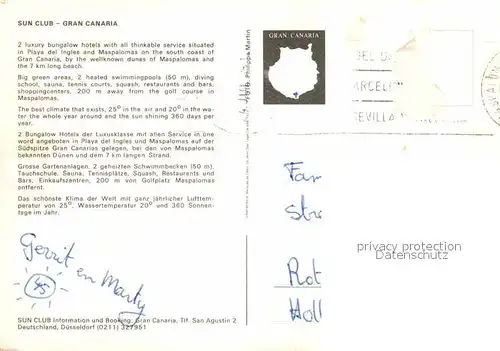 SUN CLUB - GRAN CANARIA
2 luxury bungalow hotels with all thinkable service situated
in Playa del Ingles and Maspalomas on the south coast of
Gran Canaria, by the wellknown dunes of Maspalomas and
the 7 km long beach.
Big green areas, 2 heated swimmingpools (50 m), diving
school, sauna, tennis courts, squash, restaurants and bars,
shoppingcenters, 200 m away from the golf course in
Maspalomas.
The best climate that exists, 25° in the air and 20° in the wa-
ter the whole year around and the sun shining 360 days per
year.
2 Bungalow Hotels der Luxusklasse mit allen Service in one
word angeboten in Playa del Ingles und Maspalomas auf der
Südspitze Gran Canarias gelegen, bei den von Maspalomas
bekannten Dünen und dem 7 km langen Strand.
Grosse Gartenanlagen, 2 geheizten Schwimmbecken (50 m),
Tauchschule, Sauna, Tennisplätze, Squash, Restaurants und
Bars, Einkaufszentren, 200 m von Golfplatz Maspalomas
entfernt.
Das schönste Klima der Welt mit ganz jährlicher Lufttem-
peratur von 25°, Wassertemperatur 20° und 360 Sonnen-
tage im Jahr.
Gerrit en Marty
45
SUN CLUB Information und Booking: Gran Canaria, Tlf. San Agustin 2
Deutschland, Düsseldorf (0211) 327951
Philippa Martin
GRAN CANARIA
DEL
SEVILLA
Fam
Str
Rot
Holl
privacy protection
Datenschutz